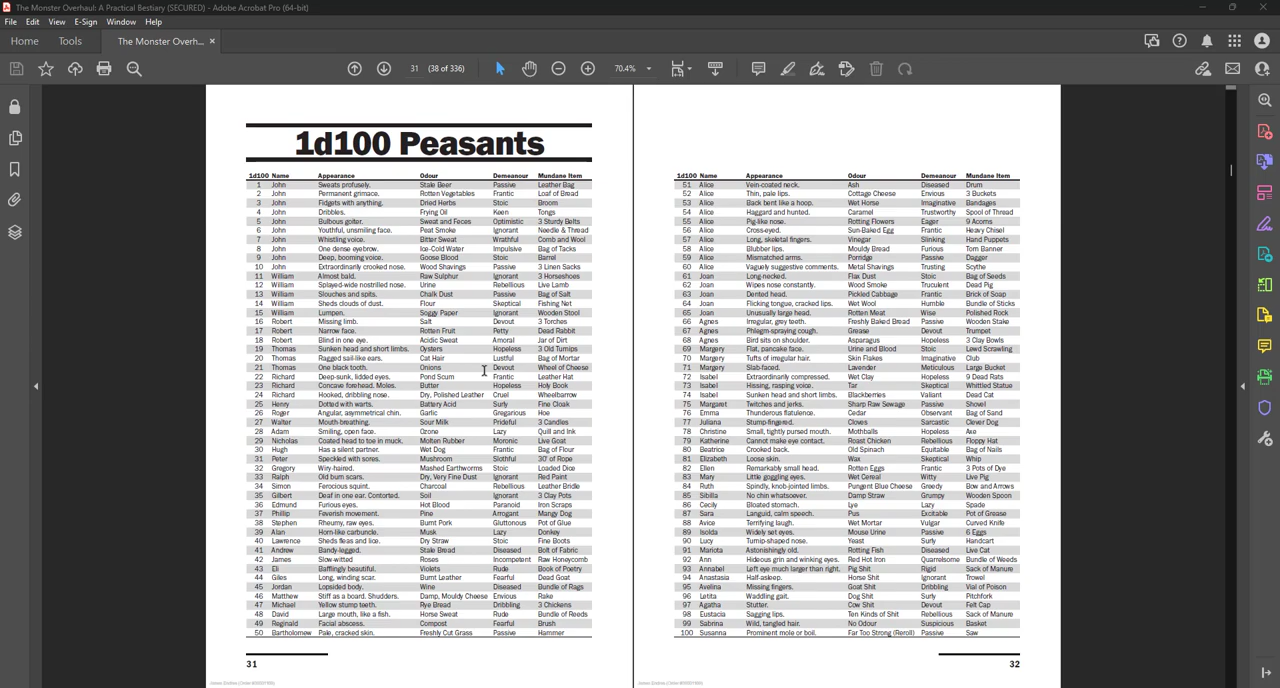 The Monster Overhaul: A Practical Bestiary (SECURED) - Adobe Acrobat Pro (64-bit)
File Edit View E-Sign Window Help
Home Tools The Monster Overh... ×
31 (38 of 336) 70.4%
1d100 Peasants
1d100 Name Appearance Odour Demeanour Mundane Item
1 John Sweats profusely. Stale Beer Passive Leather Bag
2 John Permanent grimace. Rotten Vegetables Frantic Loaf of Bread
3 John Fidgets with anything. Dried Herbs Stoic Broom
4 John Dribbles. Frying Oil Keen Tongs
5 John Bulbous goiter. Sweat and Feces Optimistic 3 Sturdy Belts
6 John Youthful, unsmiling face. Peat Smoke Ignorant Needle & Thread
7 John Whistling voice. Bitter Sweat Wrathful Comb and Wool
8 John One dense eyebrow. Ice-Cold Water Impulsive Bag of Tacks
9 John Deep, booming voice. Goose Blood Stoic Barrel
10 John Extraordinarily crooked nose. Wood Shavings Passive 3 Linen Sacks
11 William Almost bald. Raw Sulphur Ignorant 3 Horseshoes
12 William Splayed-wide nostrilled nose. Urine Rebellious Live Lamb
13 William Slouches and spits. Chalk Dust Passive Bag of Salt
14 William Sheds clouds of dust. Flour Skeptical Fishing Net
15 William Lumpen. Soggy Paper Ignorant Wooden Stool
16 Robert Missing limb. Salt Devout 3 Torches
17 Robert Narrow face. Rotten Fruit Petty Dead Rabbit
18 Robert Blind in one eye. Acidic Sweat Amoral Jar of Dirt
19 Thomas Sunken head and short limbs. Oysters Hopeless 3 Old Turnips
20 Thomas Ragged sail-like ears. Cat Hair Lustful Bag of Mortar
21 Thomas One black tooth. Onions Devout Wheel of Cheese
22 Richard Deep-sunk, lidded eyes. Pond Scum Frantic Leather Hat
23 Richard Concave forehead. Moles. Butter Hopeless Holy Book
24 Richard Hooked, dribbling nose. Dry, Polished Leather Cruel Wheelbarrow
25 Henry Dotted with warts. Battery Acid Surly Fine Cloak
26 Roger Angular, asymmetrical chin. Garlic Gregarious Hoe
27 Walter Mouth-breathing. Sour Milk Prideful 3 Candles
28 Adam Smiling, open face. Ozone Lazy Quill and Ink
29 Nicholas Coated head to toe in muck. Molten Rubber Moronic Live Goat
30 Hugh Has a silent partner. Wet Dog Frantic Bag of Flour
31 Peter Speckled with sores. Mushroom Slothful 30' of Rope
32 Gregory Wiry-haired. Mashed Earthworms Stoic Loaded Dice
33 Ralph Old burn scars. Dry, Very Fine Dust Ignorant Red Paint
34 Simon Ferocious squint. Charcoal Rebellious Leather Bridle
35 Gilbert Deaf in one ear. Contorted. Soil Ignorant 3 Clay Pots
36 Edmund Furious eyes. Hot Blood Paranoid Iron Scraps
37 Phillip Feverish movement. Pine Arrogant Mangy Dog
38 Stephen Rheumy, raw eyes. Burnt Pork Gluttonous Pot of Glue
39 Alan Horn-like carbuncle. Musk Lazy Donkey
40 Lawrence Sheds fleas and lice. Dry Straw Stoic Fine Boots
41 Andrew Bandy-legged. Stale Bread Diseased Bolt of Fabric
42 James Slow-witted Roses Incompetent Raw Honeycomb
43 Eli Bafflingly beautiful. Violets Rude Book of Poetry
44 Giles Long, winding scar. Burnt Leather Fearful Dead Goat
45 Jordan Lopsided body. Wine Diseased Bundle of Rags
46 Matthew Stiff as a board. Shudders. Damp, Mouldy Cheese Envious Rake
47 Michael Yellow stump teeth. Rye Bread Dribbling 3 Chickens
48 David Large mouth, like a fish. Horse Sweat Rude Bundle of Reeds
49 Reginald Facial abscess. Compost Fearful Brush
50 Bartholomew Pale, cracked skin. Freshly Cut Grass Passive Hammer
31
1d100 Name Appearance Odour Demeanour Mundane Item
51 Alice Vein-coated neck. Ash Diseased Drum
52 Alice Thin, pale lips. Cottage Cheese Envious 3 Buckets
53 Alice Back bent like a hoop. Wet Horse Imaginative Bandages
54 Alice Haggard and hunted. Caramel Trustworthy Spool of Thread
55 Alice Pig-like nose. Rotting Flowers Eager 9 Acorns
56 Alice Cross-eyed. Sun-Baked Egg Frantic Heavy Chisel
57 Alice Long, skeletal fingers. Vinegar Slinking Hand Puppets
58 Alice Blubber lips. Mouldy Bread Furious Torn Banner
59 Alice Mismatched arms. Porridge Passive Dagger
60 Alice Vaguely suggestive comments. Metal Shavings Trusting Scythe
61 Joan Long-necked. Flax Dust Stoic Bag of Seeds
62 Joan Wipes nose constantly. Wood Smoke Truculent Dead Pig
63 Joan Dented head. Pickled Cabbage Frantic Brick of Soap
64 Joan Flicking tongue, cracked lips. Wet Wool Humble Bundle of Sticks
65 Joan Unusually large head. Rotten Meat Wise Polished Rock
66 Agnes Irregular, grey teeth. Freshly Baked Bread Passive Wooden Stake
67 Agnes Phlegm-spraying cough. Grease Devout Trumpet
68 Agnes Bird sits on shoulder. Asparagus Hopeless 3 Clay Bowls
69 Margery Flat, pancake face. Urine and Blood Stoic Lewd Scrawling
70 Margery Tufts of irregular hair. Skin Flakes Imaginative Club
71 Margery Slab-faced. Lavender Meticulous Large Bucket
72 Isabel Extraordinarily compressed. Wet Clay Hopeless 9 Dead Rats
73 Isabel Hissing, rasping voice. Tar Skeptical Whittled Statue
74 Isabel Sunken head and short limbs. Blackberries Valiant Dead Cat
75 Margaret Twitches and jerks. Sharp Raw Sewage Passive Shovel
76 Emma Thunderous flatulence. Cedar Observant Bag of Sand
77 Juliana Stump-fingered. Cloves Sarcastic Clever Dog
78 Christine Small, tightly pursed mouth. Mothballs Hopeless Axe
79 Katherine Cannot make eye contact. Roast Chicken Rebellious Floppy Hat
80 Beatrice Crooked back. Old Spinach Equitable Bag of Nails
81 Elizabeth Loose skin. Wax Skeptical Whip
82 Ellen Remarkably small head. Rotten Eggs Frantic 3 Pots of Dye
83 Mary Little goggling eyes. Wet Cereal Witty Live Pig
84 Ruth Spindly, knob-jointed limbs. Pungent Blue Cheese Greedy Bow and Arrows
85 Sibilla No chin whatsoever. Damp Straw Grumpy Wooden Spoon
86 Cecily Bloated stomach. Lye Lazy Spade
87 Sara Languid, calm speech. Pus Excitable Pot of Grease
88 Avice Terrifying laugh. Wet Mortar Vulgar Curved Knife
89 Isolda Widely set eyes. Mouse Urine Passive 6 Eggs
90 Lucy Turnip-shaped nose. Yeast Surly Handcart
91 Mariota Astonishingly old. Rotting Fish Diseased Live Cat
92 Ann Hideous grin and winking eyes. Red Hot Iron Quarrelsome Bundle of Weeds
93 Annabel Left eye much larger than right. Pig Shit Rigid Sack of Manure
94 Anastasia Half-asleep. Horse Shit Ignorant Trowel
95 Avelina Missing fingers. Goat Shit Dribbling Vial of Poison
96 Letita Waddling gait. Dog Shit Surly Pitchfork
97 Agatha Stutter. Cow Shit Devout Felt Cap
98 Eustacia Sagging lips. Ten Kinds of Shit Rebellious Sack of Manure
99 Sabrina Wild, tangled hair. No Odour Suspicious Basket
100 Susanna Prominent mole or boil. Far Too Strong (Reroll) Passive Saw
32